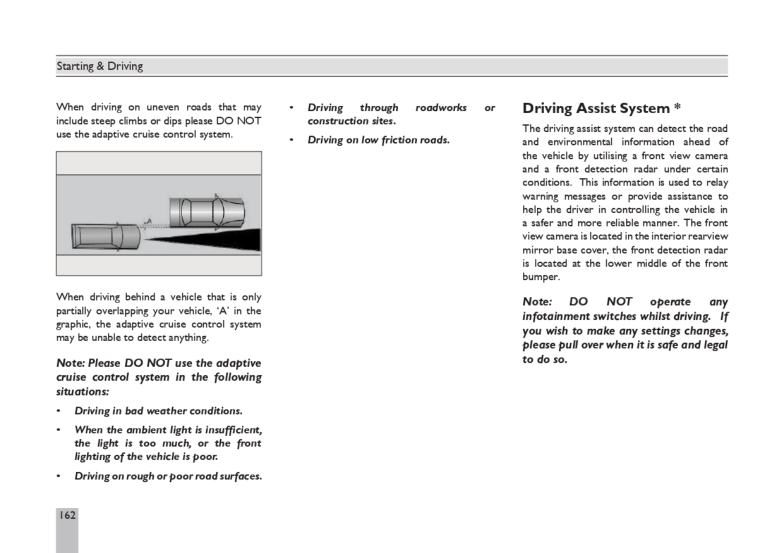 Starting & Driving
When driving on uneven roads that may
include steep climbs or dips please DO NOT
use the adaptive cruise control system.
A
When driving behind a vehicle that is only
partially overlapping your vehicle, ‘A’ in the
graphic, the adaptive cruise control system
may be unable to detect anything.
Note: Please DO NOT use the adaptive
cruise control system in the following
situations:
• Driving in bad weather conditions.
• When the ambient light is insufficient,
the light is too much, or the front
lighting of the vehicle is poor.
• Driving on rough or poor road surfaces.
• Driving through roadworks or
construction sites.
• Driving on low friction roads.
Driving Assist System *
The driving assist system can detect the road
and environmental information ahead of
the vehicle by utilising a front view camera
and a front detection radar under certain
conditions. This information is used to relay
warning messages or provide assistance to
help the driver in controlling the vehicle in
a safer and more reliable manner. The front
view camera is located in the interior rearview
mirror base cover, the front detection radar
is located at the lower middle of the front
bumper.
Note: DO NOT operate any
infotainment switches whilst driving. If
you wish to make any settings changes,
please pull over when it is safe and legal
to do so.
162